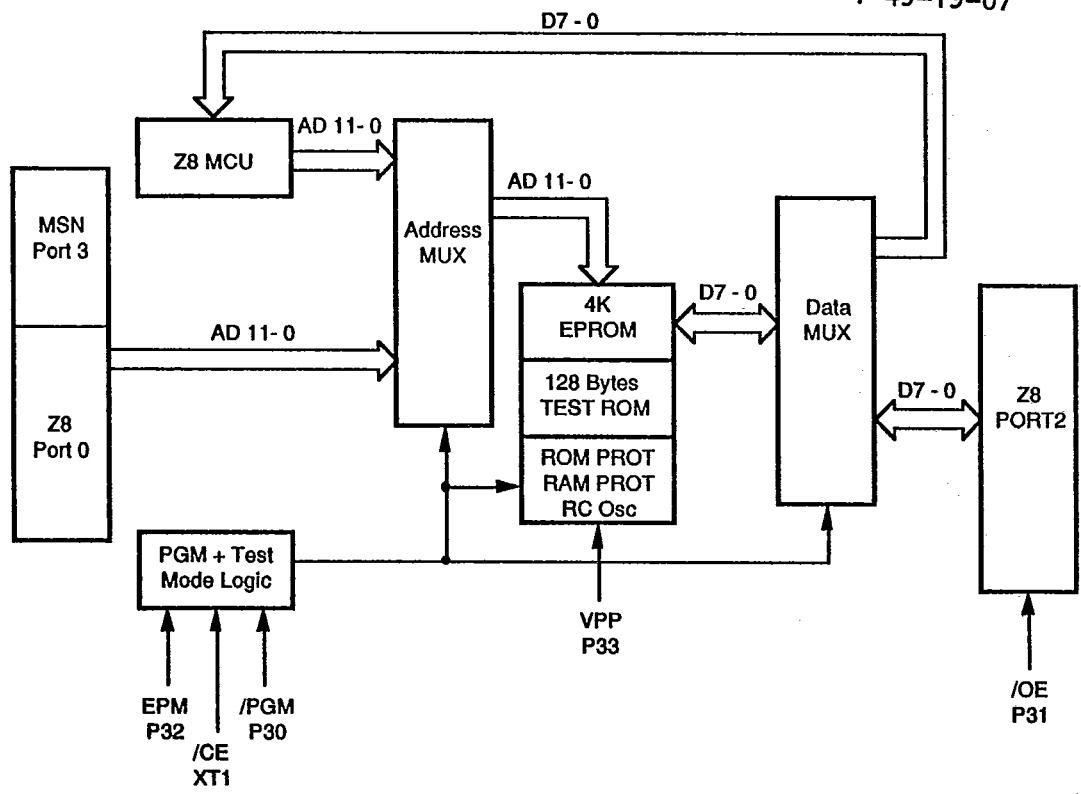 D7 - 0
AD 11- 0
Z8 MCU
AD 11- 0
MSN
Port 3
Address
MUX
4K
EPROM
D7 - 0
Data
MUX
AD 11- 0
128 Bytes
TEST ROM
D7 - 0
Z8
PORT2
Z8
Port 0
ROM PROT
RAM PROT
RC Osc
PGM + Test
Mode Logic
VPP
P33
EPM
P32
/CE
XT1
/PGM
P30
/OE
P31